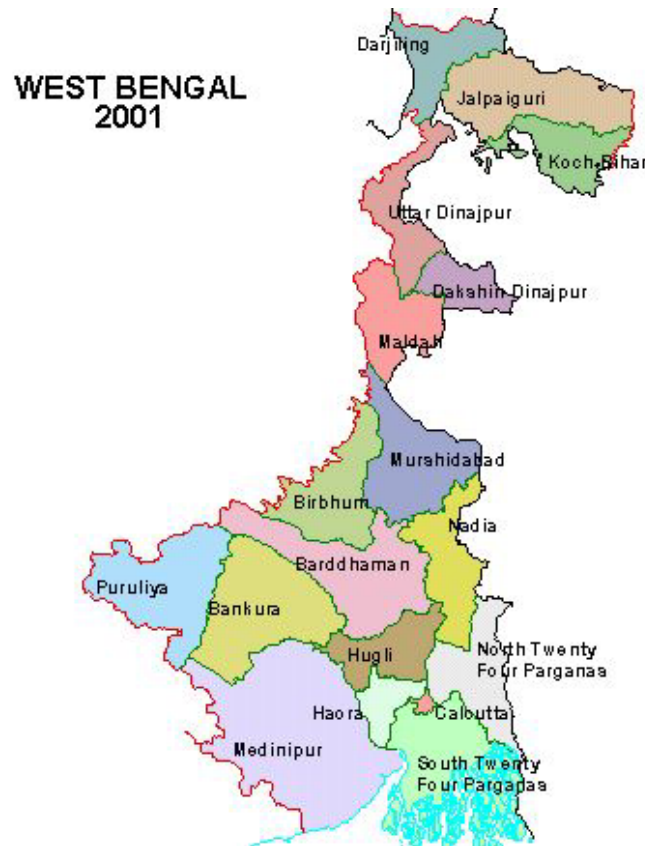 WEST BENGAL
2001
Darjiling
Jalpaiguri
Koch Bihar
Uttar Dinajpur
Dakshin Dinajpur
Maldah
Murshidabad
Birbhum
Nadia
Barddhaman
Puruliya
Bankura
North Twenty
Four Parganas
Hugli
Haora
Calcutta
Medinipur
South Twenty
Four Parganas